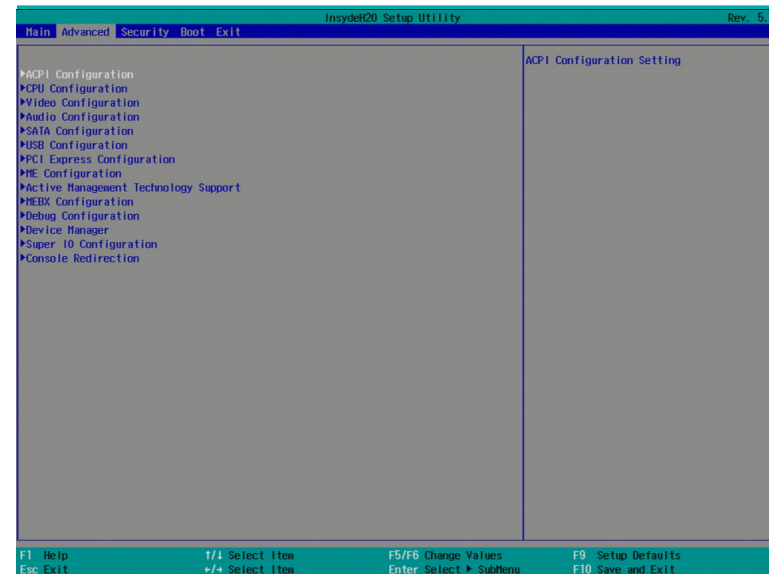 InsydeH20 Setup Utility Rev. 5.
Main Advanced Security Boot Exit
ACPI Configuration Setting
▶ACPI Configuration
▶CPU Configuration
▶Video Configuration
▶Audio Configuration
▶SATA Configuration
▶USB Configuration
▶PCI Express Configuration
▶ME Configuration
▶Active Management Technology Support
▶MEBX Configuration
▶Debug Configuration
▶Device Manager
▶Super IO Configuration
▶Console Redirection
F1 Help ↑/↓ Select Item F5/F6 Change Values F9 Setup Defaults
Esc Exit ←/→ Select Item Enter Select ▶ SubMenu F10 Save and Exit